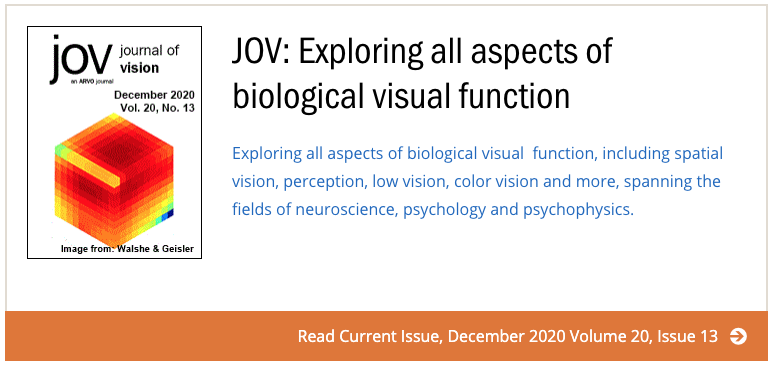 jov journal of
vision
an ARVO journal
December 2020
Vol. 20, No. 13
Image from: Walshe & Geisler
JOV: Exploring all aspects of
biological visual function
Exploring all aspects of biological visual function, including spatial
vision, perception, low vision, color vision and more, spanning the
fields of neuroscience, psychology and psychophysics.
Read Current Issue, December 2020 Volume 20, Issue 13